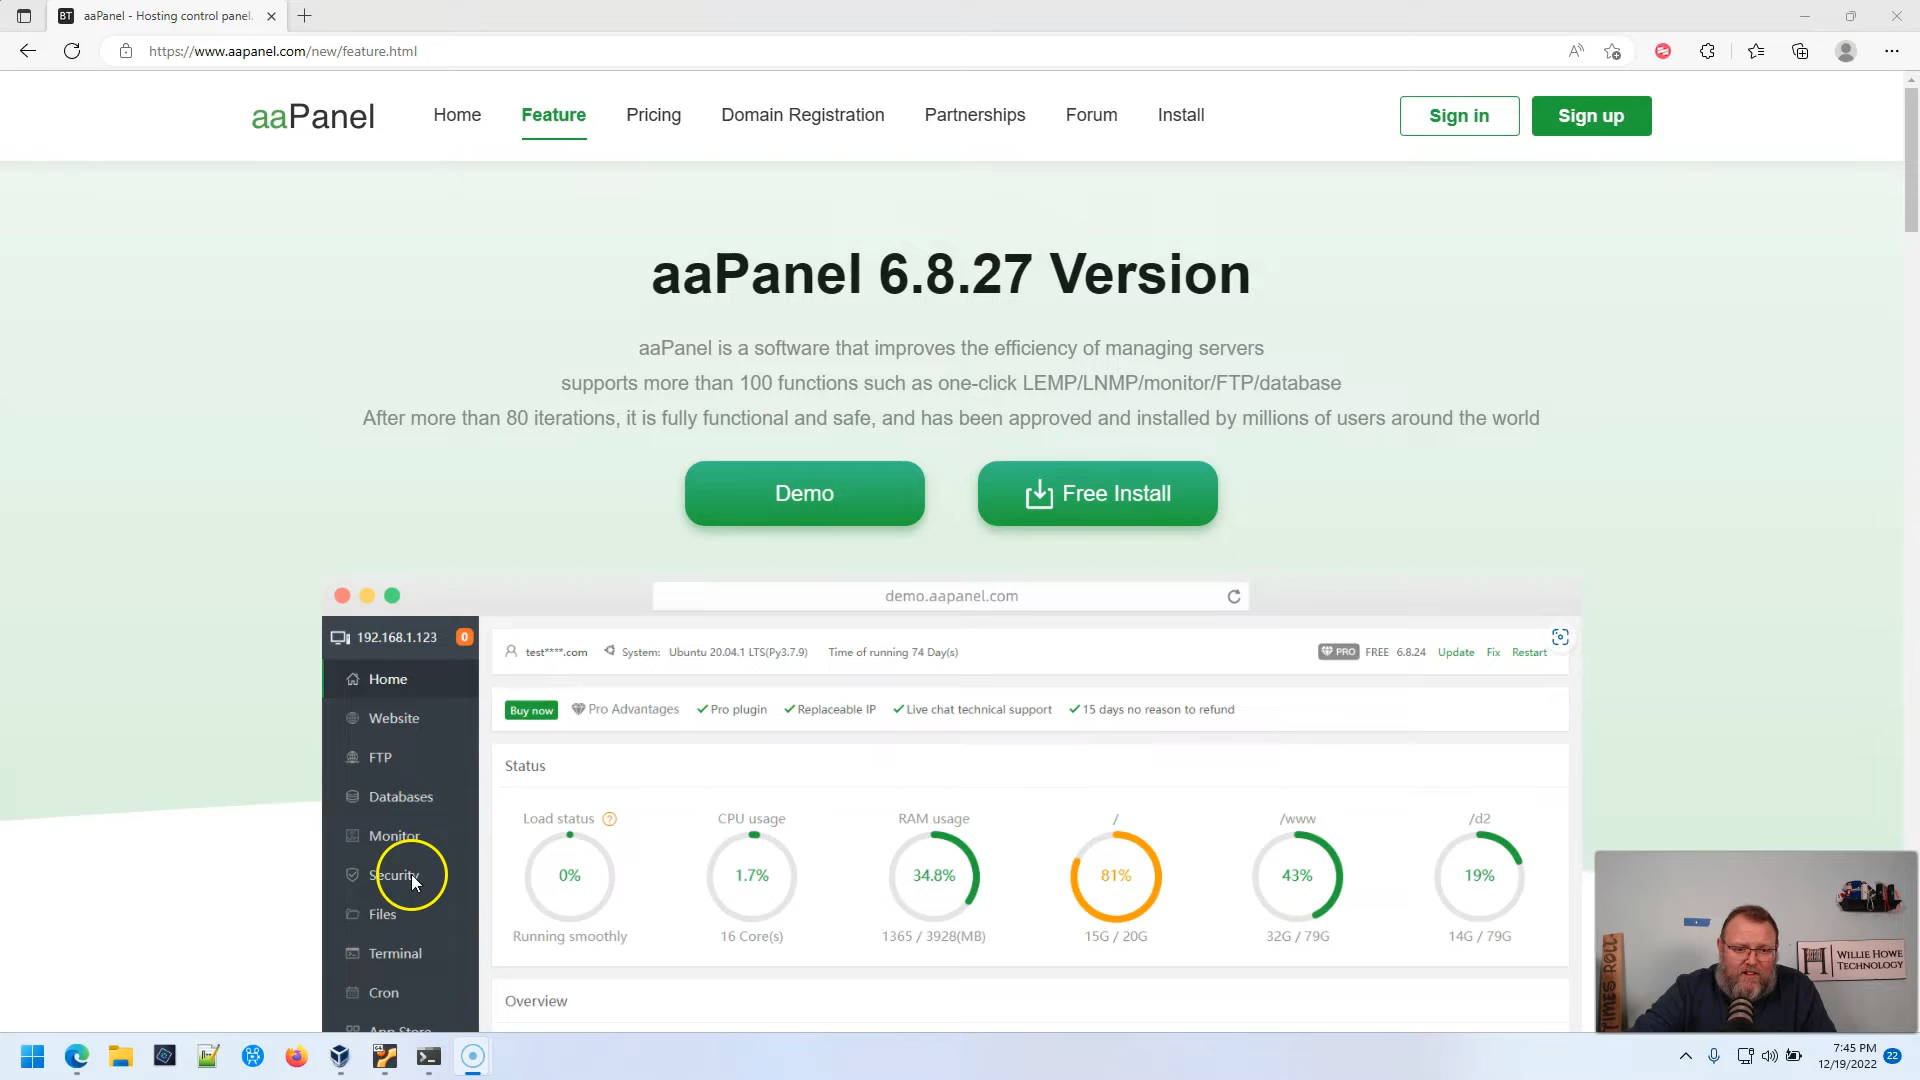 BT aaPanel - Hosting control panel.
https://www.aapanel.com/new/feature.html
aaPanel
Home
Feature
Pricing
Domain Registration
Partnerships
Forum
Install
Sign in
Sign up
aaPanel 6.8.27 Version
aaPanel is a software that improves the efficiency of managing servers
supports more than 100 functions such as one-click LEMP/LNMP/monitor/FTP/database
After more than 80 iterations, it is fully functional and safe, and has been approved and installed by millions of users around the world
Demo
Free Install
demo.aapanel.com
192.168.1.123
0
test****.com
System: Ubuntu 20.04.1 LTS(Py3.7.9)
Time of running 74 Day(s)
PRO
FREE 6.8.24
Update
Fix
Restart
Home
Website
FTP
Databases
Monitor
Security
Files
Terminal
Cron
App Store
Buy now
Pro Advantages
Pro plugin
Replaceable IP
Live chat technical support
15 days no reason to refund
Status
Load status ?
CPU usage
RAM usage
/
/www
/d2
0%
1.7%
34.8%
81%
43%
19%
Running smoothly
16 Core(s)
1365 / 3928(MB)
15G / 20G
32G / 79G
14G / 79G
Overview
TIMES ROLL
WILLIE HOWE
TECHNOLOGY
7:45 PM
12/19/2022
22